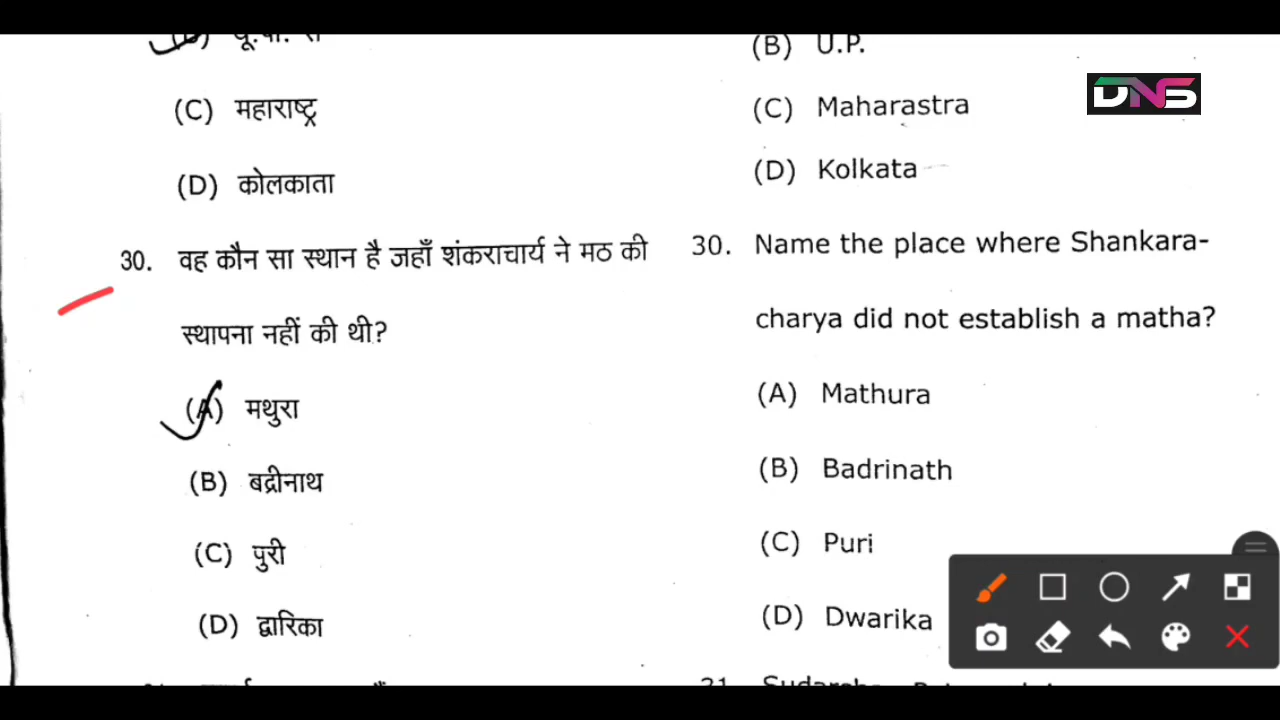 (B) U.P.
(C) महाराष्ट्र
(D) कोलकाता
30. वह कौन सा स्थान है जहाँ शंकराचार्य ने मठ की
स्थापना नहीं की थी?
(A) मथुरा
(B) बद्रीनाथ
(C) पुरी
(D) द्वारिका
(C) Maharastra
(D) Kolkata
30. Name the place where Shankara-
charya did not establish a matha?
(A) Mathura
(B) Badrinath
(C) Puri
(D) Dwarika
DNS